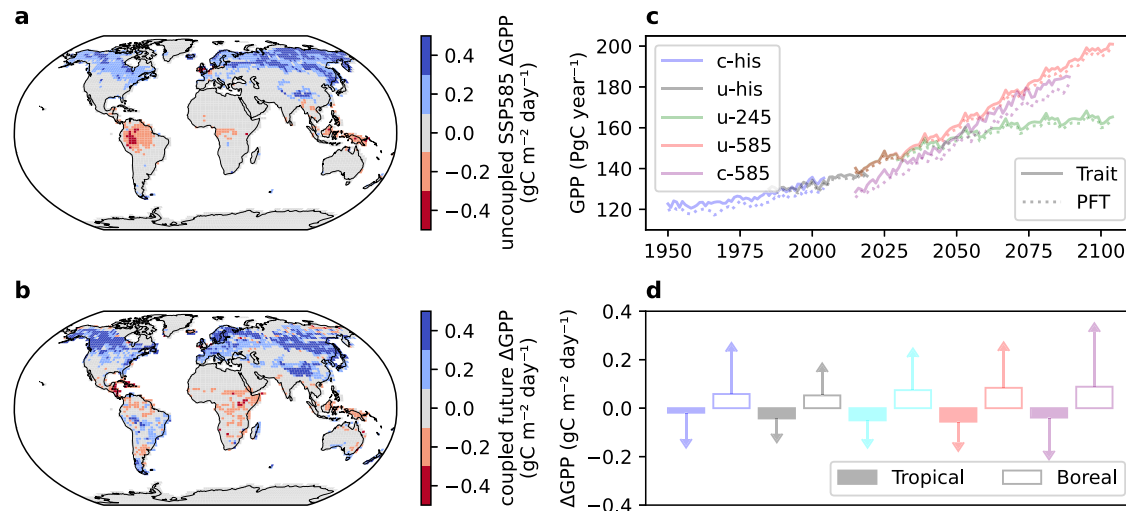 a
0.4
0.2
0.0
−0.2
−0.4
uncoupled SSP585 ΔGPP
(gC m⁻² day⁻¹)
b
0.4
0.2
0.0
−0.2
−0.4
coupled future ΔGPP
(gC m⁻² day⁻¹)
c
GPP (PgC year⁻¹)
200
180
160
140
120
c-his
u-his
u-245
u-585
c-585
Trait
PFT
1950
1975
2000
2025
2050
2075
2100
d
ΔGPP (gC m⁻² day⁻¹)
0.4
0.2
0.0
−0.2
−0.4
Tropical
Boreal